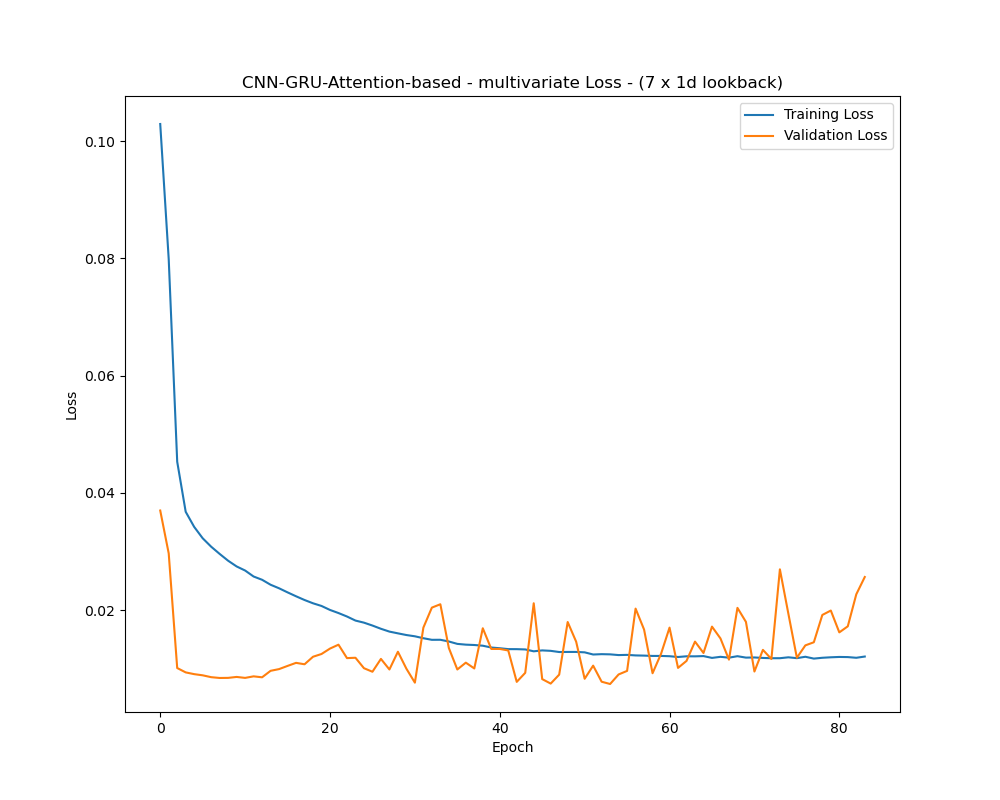 CNN-GRU-Attention-based - multivariate Loss - (7 x 1d lookback)
Training Loss
Validation Loss
0.10
0.08
0.06
0.04
0.02
Loss
0
20
40
60
80
Epoch